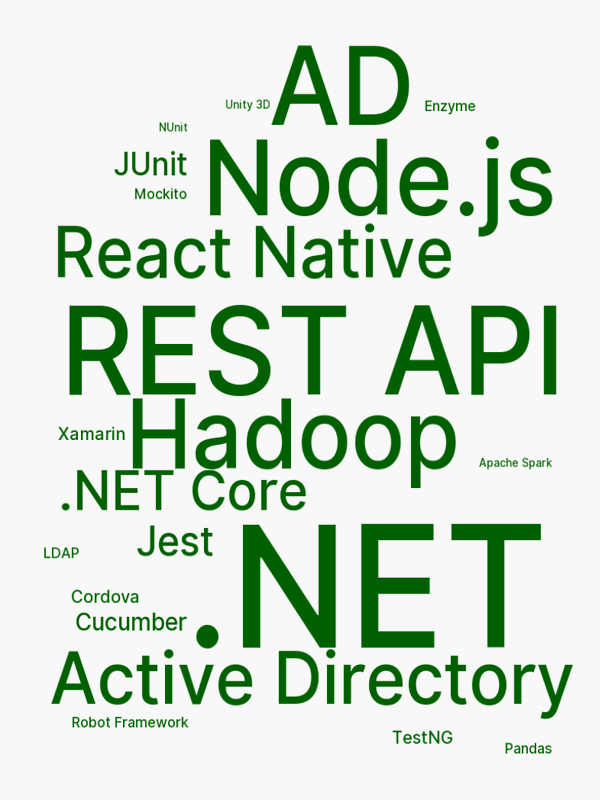 AD
Unity 3D
Enzyme
NUnit
Node.js
JUnit
Mockito
React Native
REST API
Hadoop
Xamarin
Apache Spark
.NET Core
Jest
.NET
LDAP
Cordova
Cucumber
Active Directory
Robot Framework
TestNG
Pandas